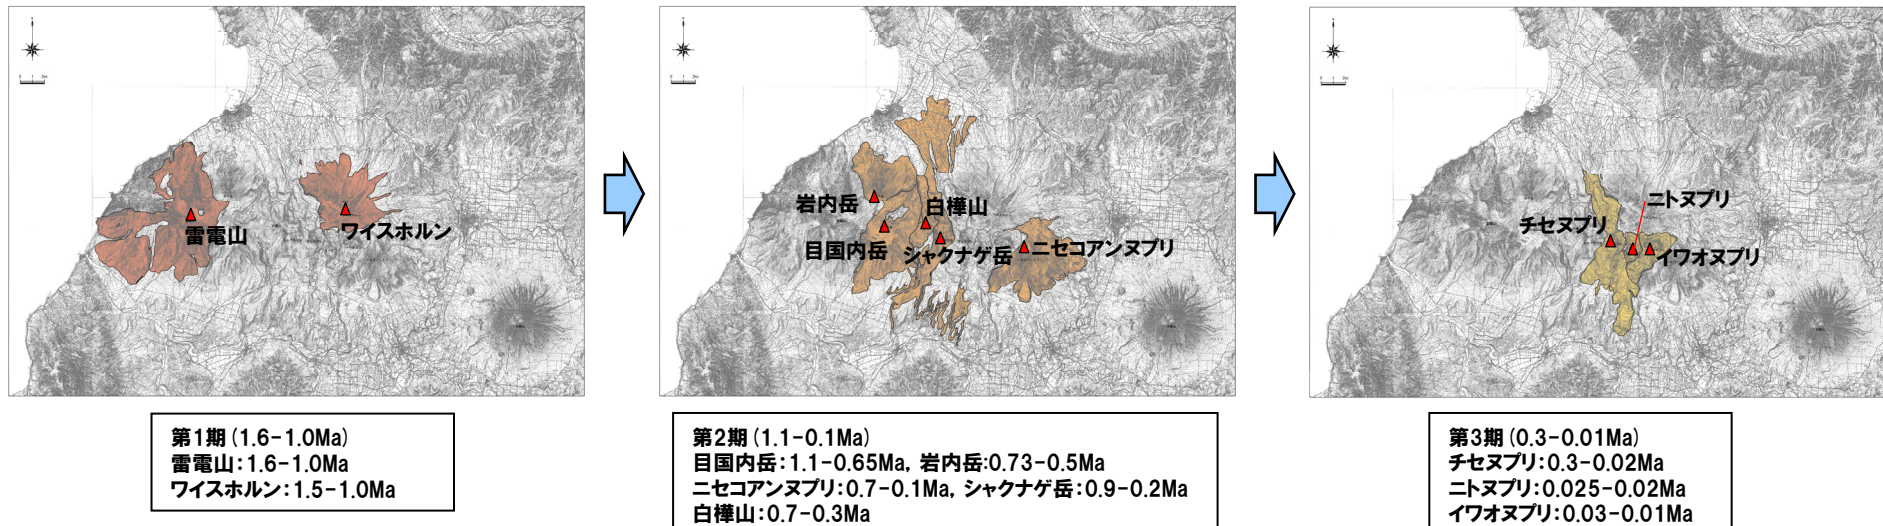 雷電山
ワイスホルン
岩内岳
白樺山
目国内岳
シャクナゲ岳
ニセコアンヌプリ
ニトヌプリ
チセヌプリ
イワオヌプリ
第1期(1.6-1.0Ma)
雷電山:1.6-1.0Ma
ワイスホルン:1.5-1.0Ma
第2期(1.1-0.1Ma)
目国内岳:1.1-0.65Ma, 岩内岳:0.73-0.5Ma
ニセコアンヌプリ:0.7-0.1Ma, シャクナゲ岳:0.9-0.2Ma
白樺山:0.7-0.3Ma
第3期(0.3-0.01Ma)
チセヌプリ:0.3-0.02Ma
ニトヌプリ:0.025-0.02Ma
イワオヌプリ:0.03-0.01Ma